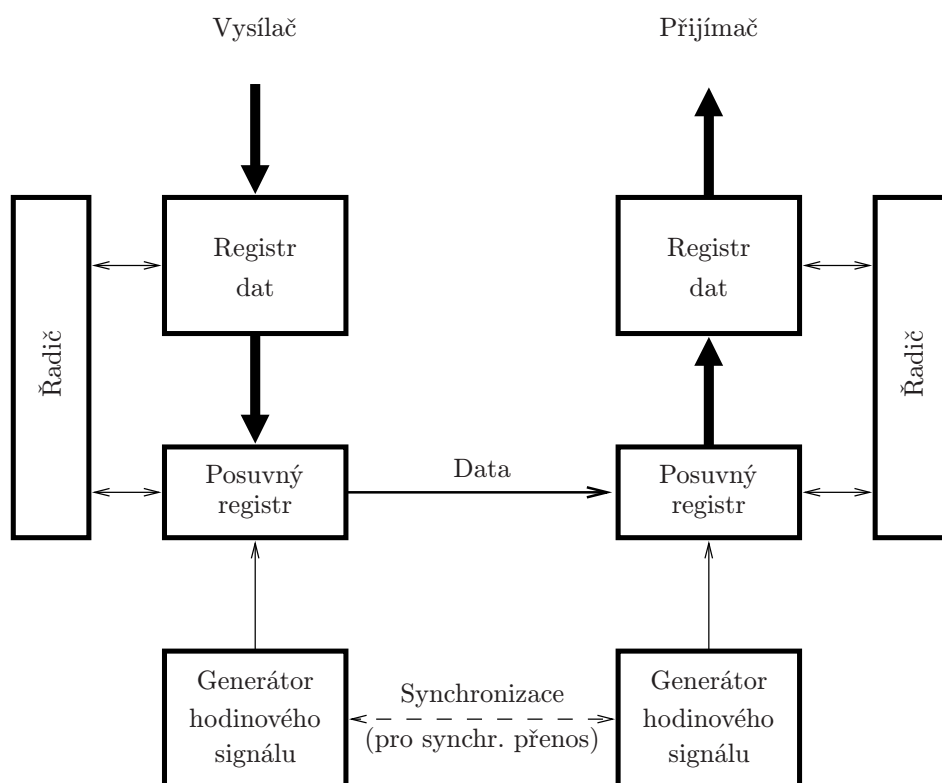 Vysílač
Přijímač
Registr
dat
Registr
dat
Řadič
Řadič
Posuvný
registr
Data
Posuvný
registr
Generátor
hodinového
signálu
Synchronizace
(pro synchr. přenos)
Generátor
hodinového
signálu